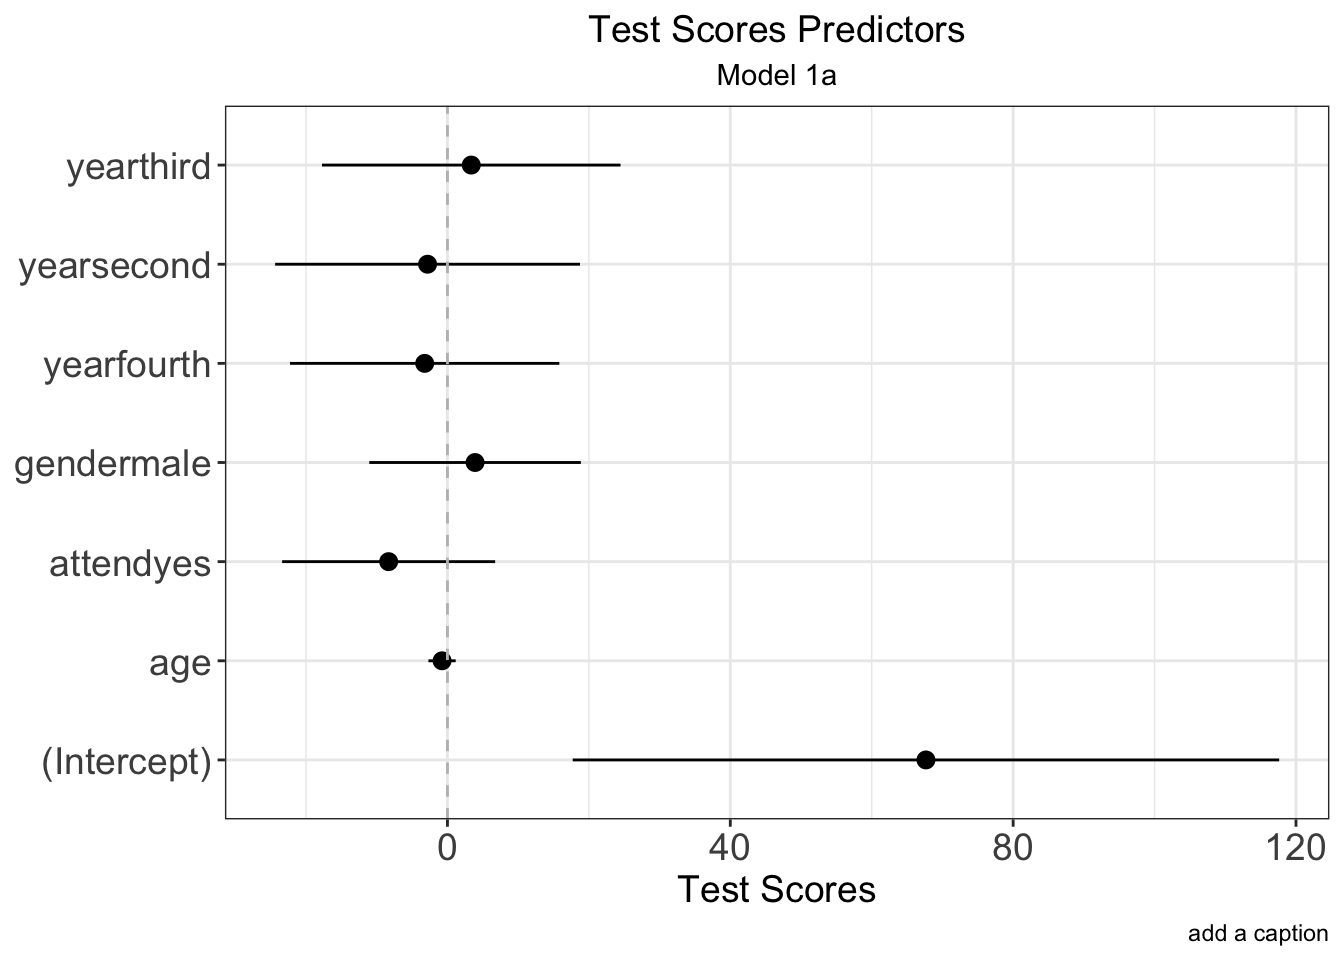 Test Scores Predictors
Model 1a
yearthird
yearsecond
yearfourth
gendermale
attendyes
age
(Intercept)
0 40 80 120
Test Scores
add a caption